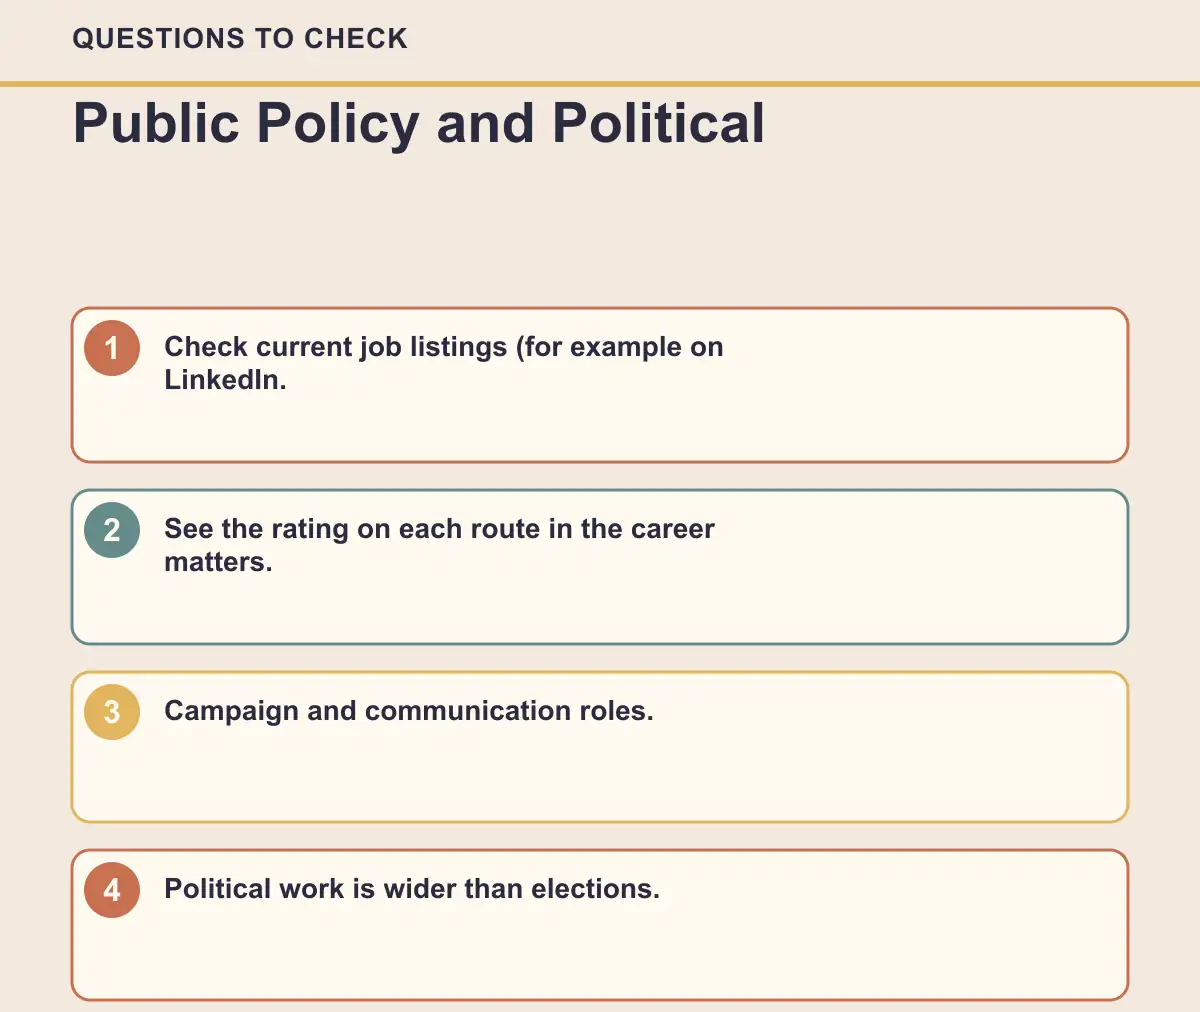 QUESTIONS TO CHECK
Public Policy and Political
1
Check current job listings (for example on
LinkedIn.
2
See the rating on each route in the career
matters.
3
Campaign and communication roles.
4
Political work is wider than elections.